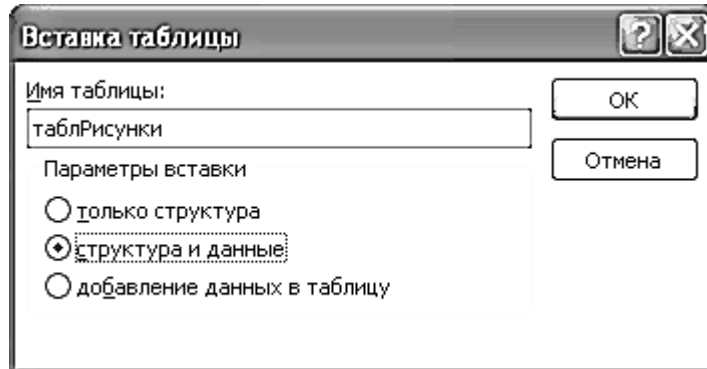 Вставка таблицы
Имя таблицы:
ОК
таблРисунки
Отмена
Параметры вставки
только структура
структура и данные
добавление данных в таблицу